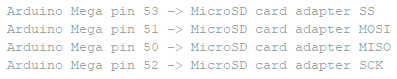 Arduino Mega pin 53 -> MicroSD card adapter SS
Arduino Mega pin 51 -> MicroSD card adapter MOSI
Arduino Mega pin 50 -> MicroSD card adapter MISO
Arduino Mega pin 52 -> MicroSD card adapter SCK